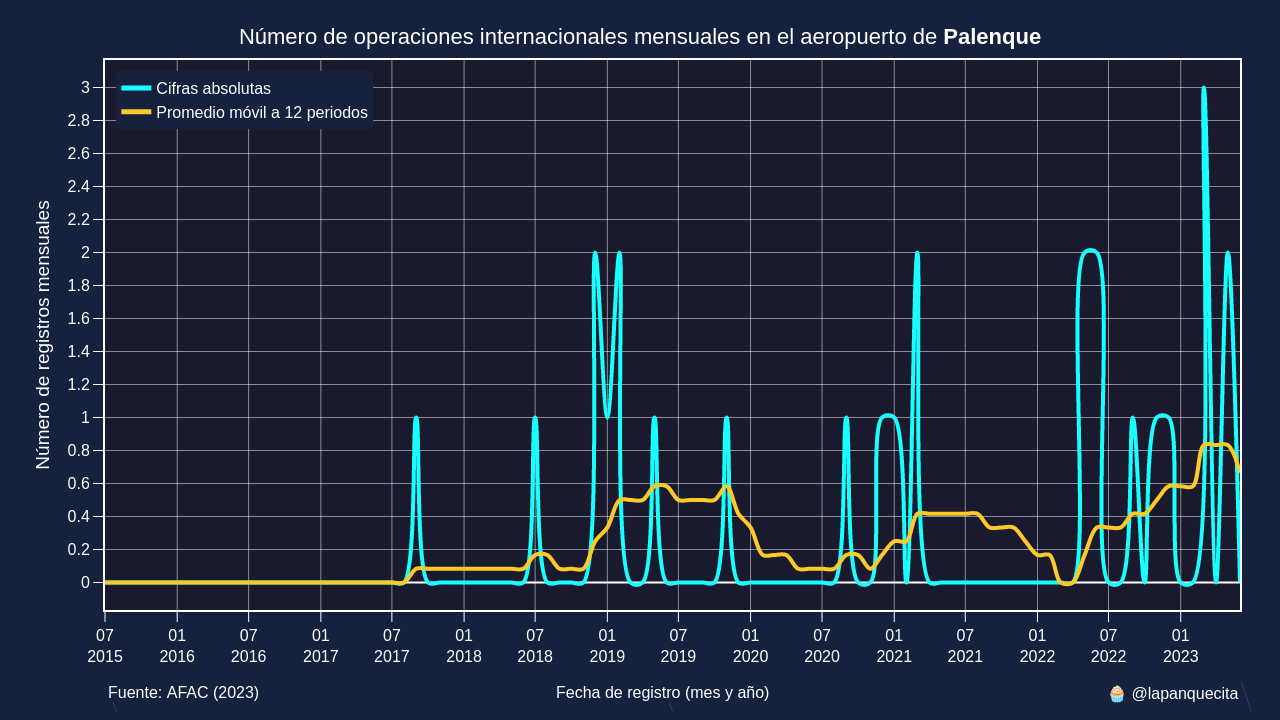 Número de operaciones internacionales mensuales en el aeropuerto de Palenque
Cifras absolutas
Promedio móvil a 12 periodos
Número de registros mensuales
3
2.8
2.6
2.4
2.2
2
1.8
1.6
1.4
1.2
1
0.8
0.6
0.4
0.2
0
07 01 07 01 07 01 07 01 07 01 07 01 07 01 07 01
2015 2016 2016 2017 2017 2018 2018 2019 2019 2020 2020 2021 2021 2022 2022 2023
Fuente: AFAC (2023) Fecha de registro (mes y año) 🧁 @lapanquecita